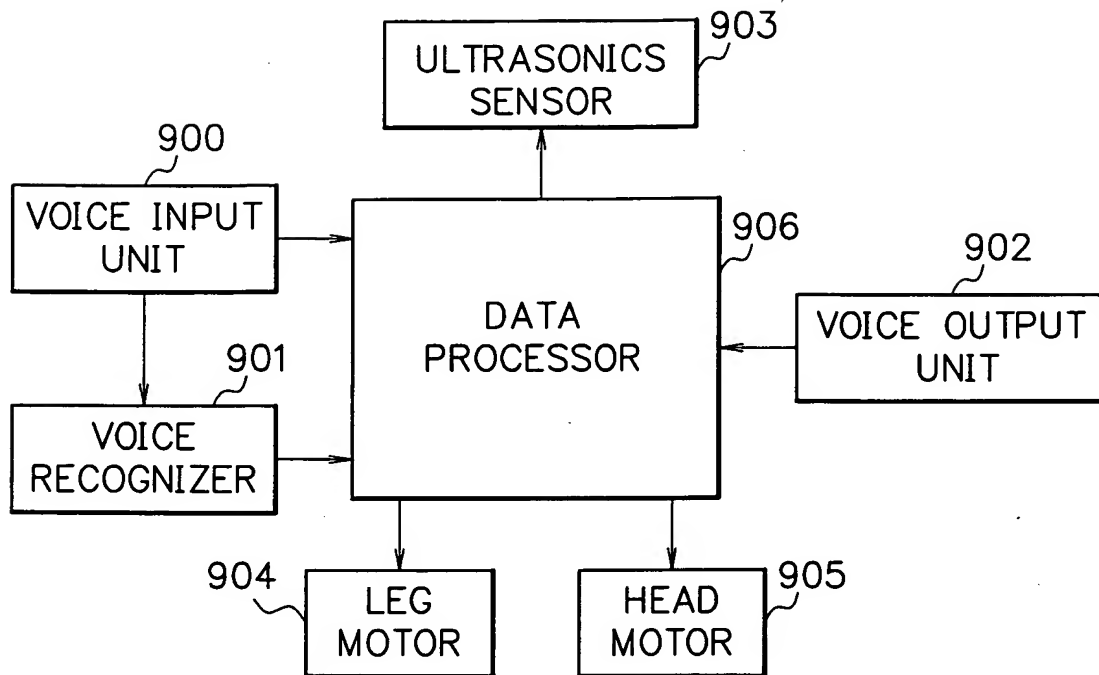 903
ULTRASONICS
SENSOR
900
VOICE INPUT
UNIT
906
DATA
PROCESSOR
902
VOICE OUTPUT
UNIT
901
VOICE
RECOGNIZER
904
LEG
MOTOR
905
HEAD
MOTOR